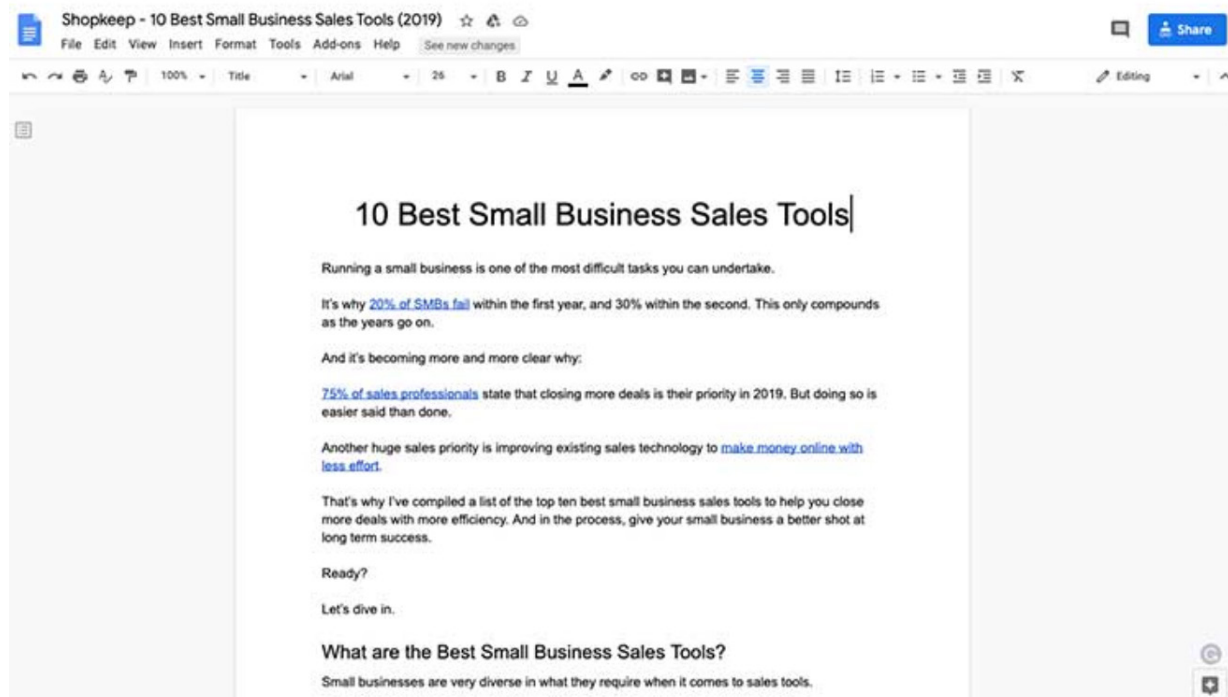 Shopkeep - 10 Best Small Business Sales Tools (2019)
File Edit View Insert Format Tools Add-ons Help See new changes
Share
100% Title Arial 26 B I U A Editing
10 Best Small Business Sales Tools
Running a small business is one of the most difficult tasks you can undertake.
It's why 20% of SMBs fail within the first year, and 30% within the second. This only compounds
as the years go on.
And it's becoming more and more clear why:
75% of sales professionals state that closing more deals is their priority in 2019. But doing so is
easier said than done.
Another huge sales priority is improving existing sales technology to make money online with
less effort.
That's why I've compiled a list of the top ten best small business sales tools to help you close
more deals with more efficiency. And in the process, give your small business a better shot at
long term success.
Ready?
Let's dive in.
What are the Best Small Business Sales Tools?
Small businesses are very diverse in what they require when it comes to sales tools.